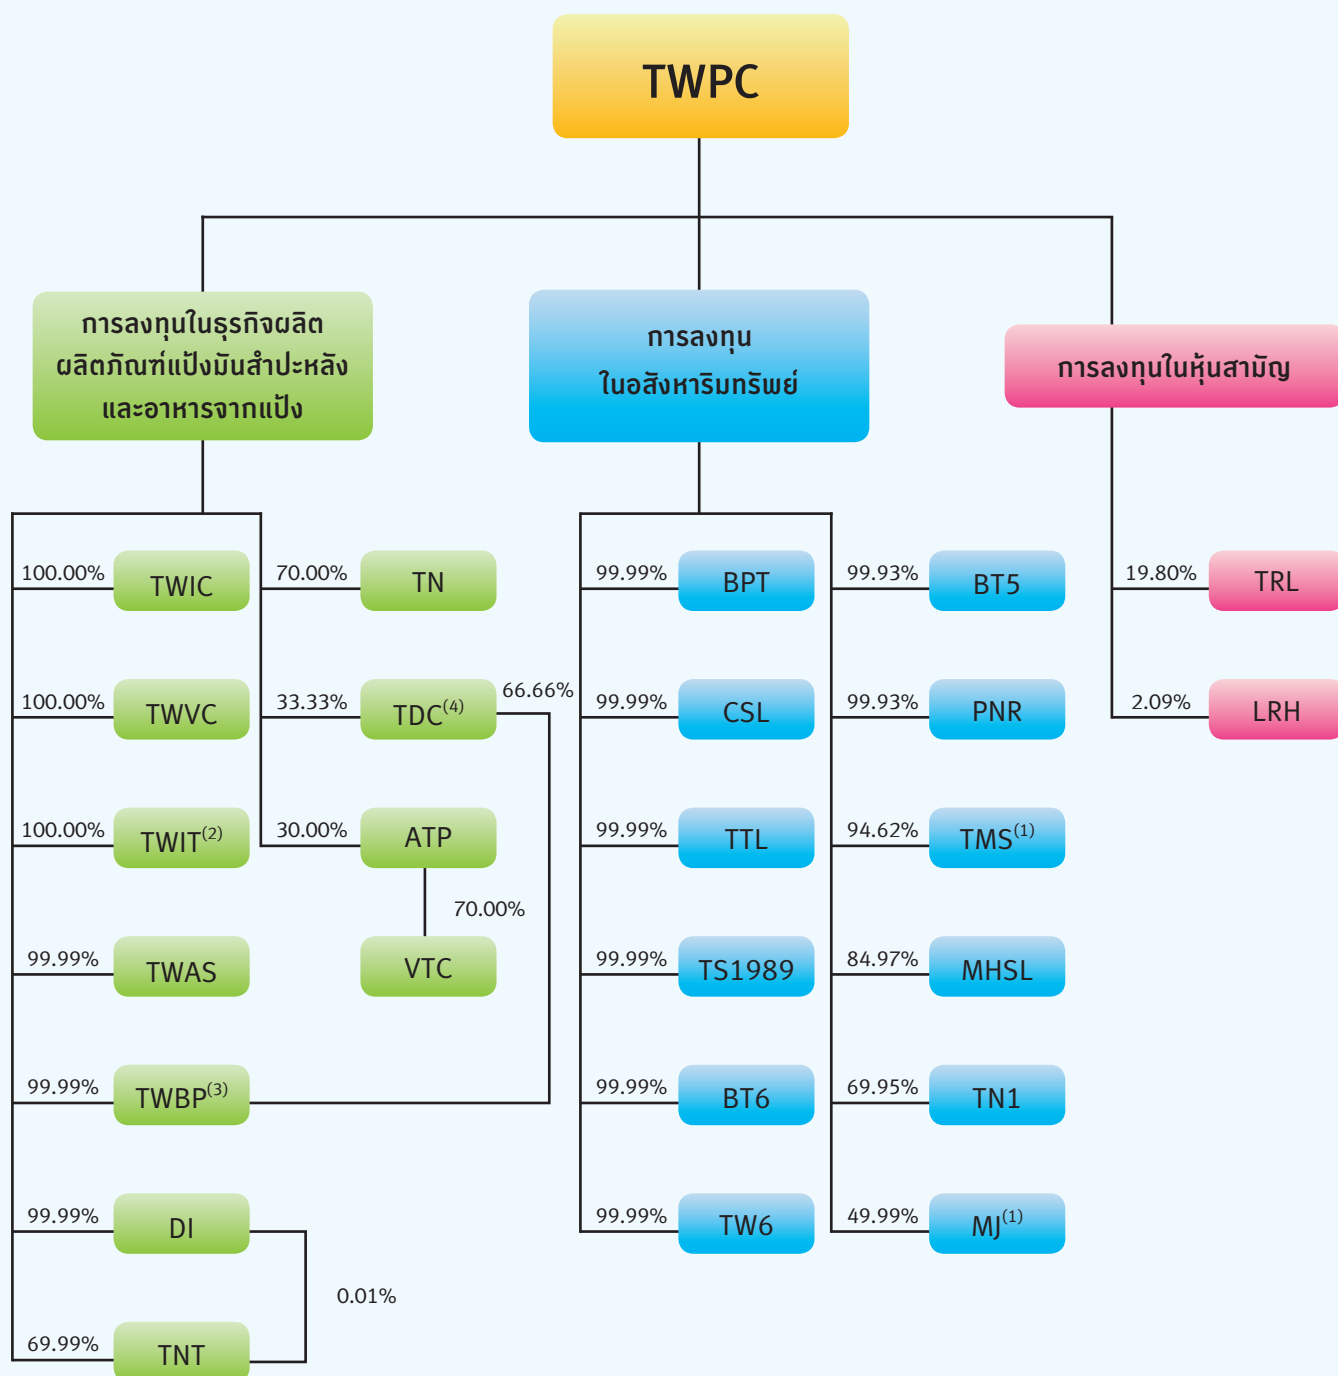 TWPC
การลงทุนในธุรกิจผลิต
ผลิตภัณฑ์แป้งมันสำปะหลัง
และอาหารจากแป้ง
100.00%
TWIC
100.00%
TWVC
100.00%
TWIT(2)
99.99%
TWAS
99.99%
TWBP(3)
99.99%
DI
0.01%
69.99%
TNT
70.00%
TN
33.33%
TDC(4)
66.66%
30.00%
ATP
70.00%
VTC
การลงทุน
ในอสังหาริมทรัพย์
99.99%
BPT
99.99%
CSL
99.99%
TTL
99.99%
TS1989
99.99%
BT6
99.99%
TW6
99.93%
BT5
99.93%
PNR
94.62%
TMS(1)
84.97%
MHSL
69.95%
TN1
49.99%
MJ(1)
การลงทุนในหุ้นสามัญ
19.80%
TRL
2.09%
LRH